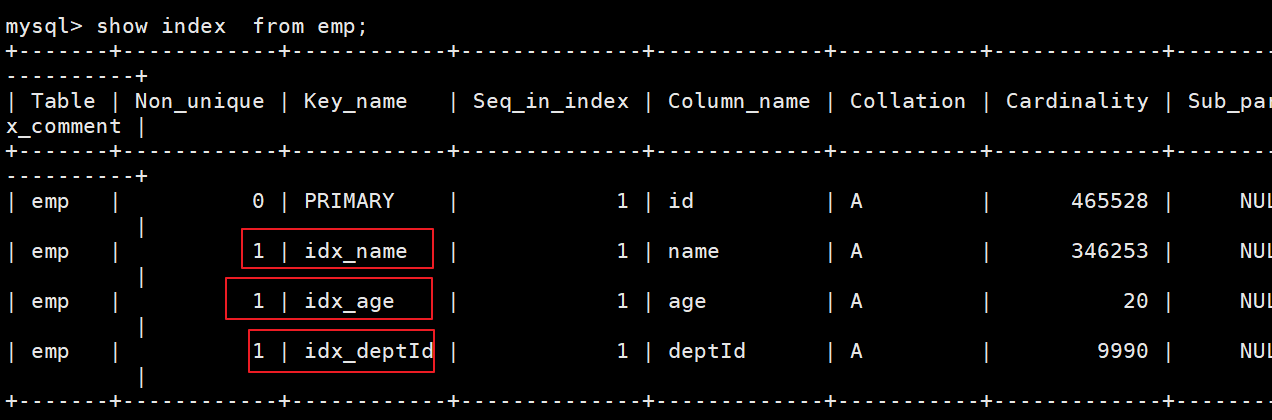 mysql> show index  from emp;
+-------+------------+------------+--------------+-------------+-----------+-------------+--------
----------+
| Table | Non_unique | Key_name   | Seq_in_index | Column_name | Collation | Cardinality | Sub_par
x_comment |
+-------+------------+------------+--------------+-------------+-----------+-------------+--------
----------+
| emp   |          0 | PRIMARY    |            1 | id          | A         |      465528 |     NUL
          |
| emp   |          1 | idx_name   |            1 | name        | A         |      346253 |     NUL
          |
| emp   |          1 | idx_age    |            1 | age         | A         |          20 |     NUL
          |
| emp   |          1 | idx_deptId |            1 | deptId      | A         |        9990 |     NUL
          |
+-------+------------+------------+--------------+-------------+-----------+-------------+--------